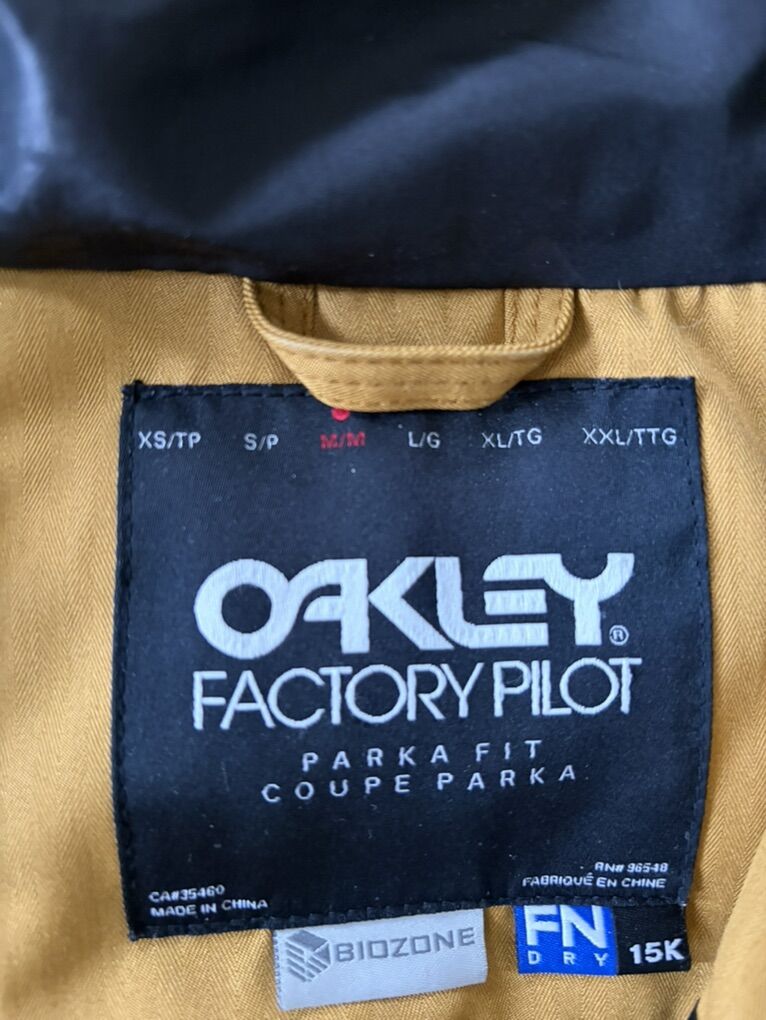 XS/TP S/P M/M L/G XL/TG XXL/TTG
OAKLEY®
FACTORY PILOT
PARKA FIT
COUPE PARKA
CA#35460
MADE IN CHINA
RN# 96548
FABRIQUÉ EN CHINE
BIOZONE
FN
DRY
15K